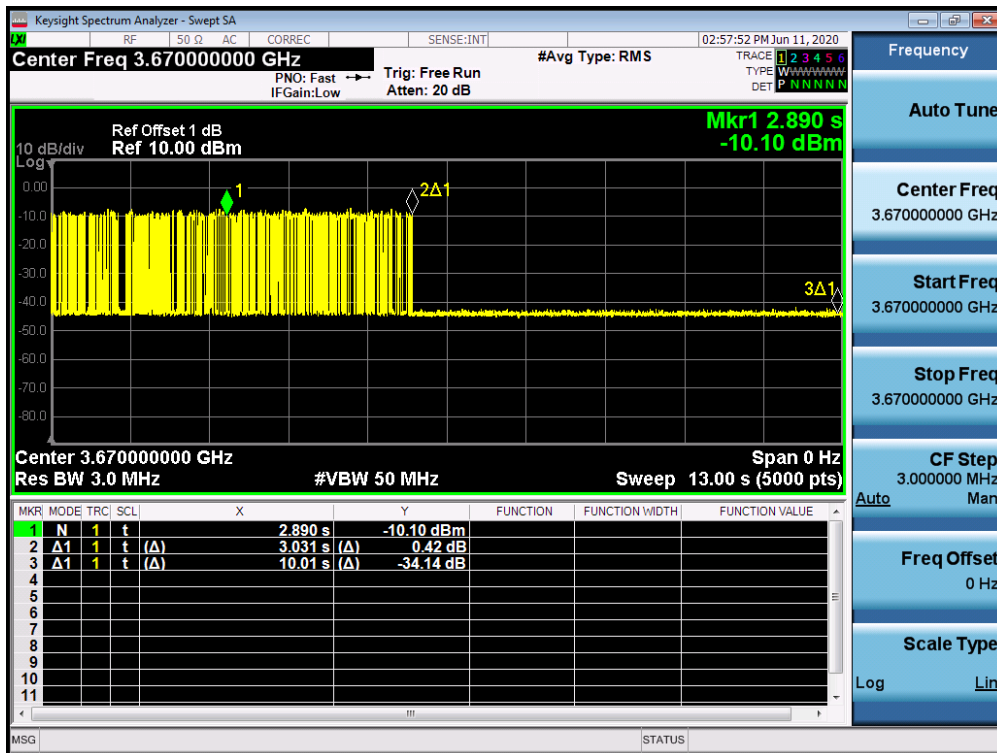 Keysight Spectrum Analyzer - Swept SA
LXI RF 50 Ω AC CORREC SENSE:INT 02:57:52 PM Jun 11, 2020
Center Freq 3.670000000 GHz
PNO: Fast
IFGain:Low
Trig: Free Run
Atten: 20 dB
#Avg Type: RMS
TRACE 1 2 3 4 5 6
TYPE WWWWWWW
DET P N N N N N
Ref Offset 1 dB
Ref 10.00 dBm
10 dB/div
Log
Mkr1 2.890 s
-10.10 dBm
0.00
-10.0
-20.0
-30.0
-40.0
-50.0
-60.0
-70.0
-80.0
1
2Δ1
3Δ1
Center 3.670000000 GHz Span 0 Hz
Res BW 3.0 MHz #VBW 50 MHz Sweep 13.00 s (5000 pts)
MKR MODE TRC SCL X Y FUNCTION FUNCTION WIDTH FUNCTION VALUE
1 N 1 t 2.890 s -10.10 dBm
2 Δ1 1 t (Δ) 3.031 s (Δ) 0.42 dB
3 Δ1 1 t (Δ) 10.01 s (Δ) -34.14 dB
4
5
6
7
8
9
10
11
MSG STATUS
Frequency
Auto Tune
Center Freq
3.670000000 GHz
Start Freq
3.670000000 GHz
Stop Freq
3.670000000 GHz
CF Step
3.000000 MHz
Auto Man
Freq Offset
0 Hz
Scale Type
Log Lin